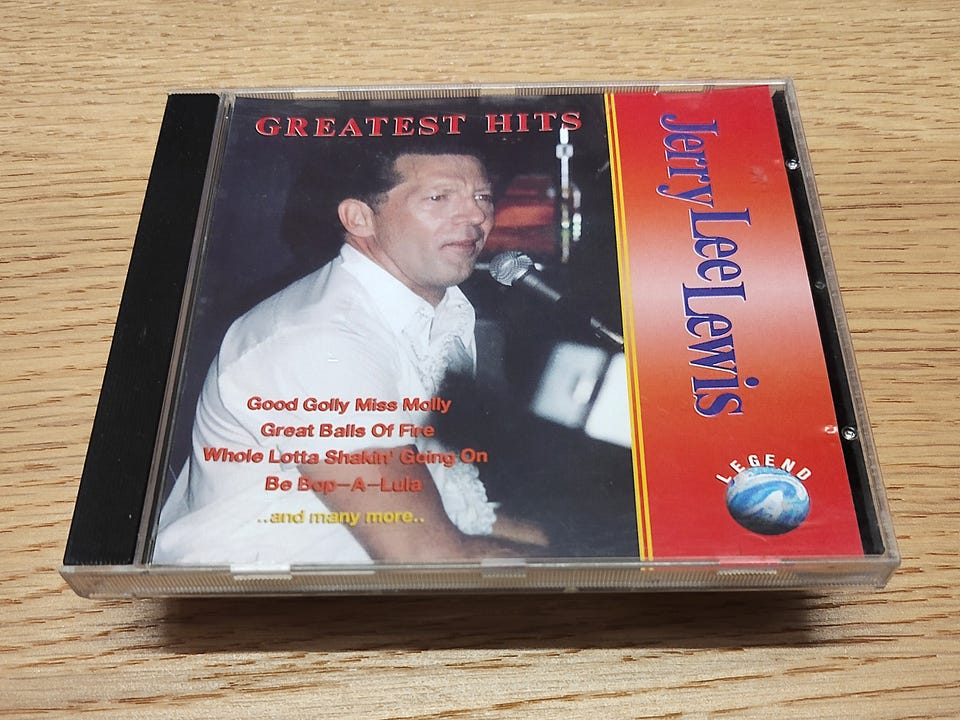 GREATEST HITS
Jerry Lee Lewis
Good Golly Miss Molly
Great Balls Of Fire
Whole Lotta Shakin' Going On
Be Bop-A-Lula
..and many more..
LEGEND